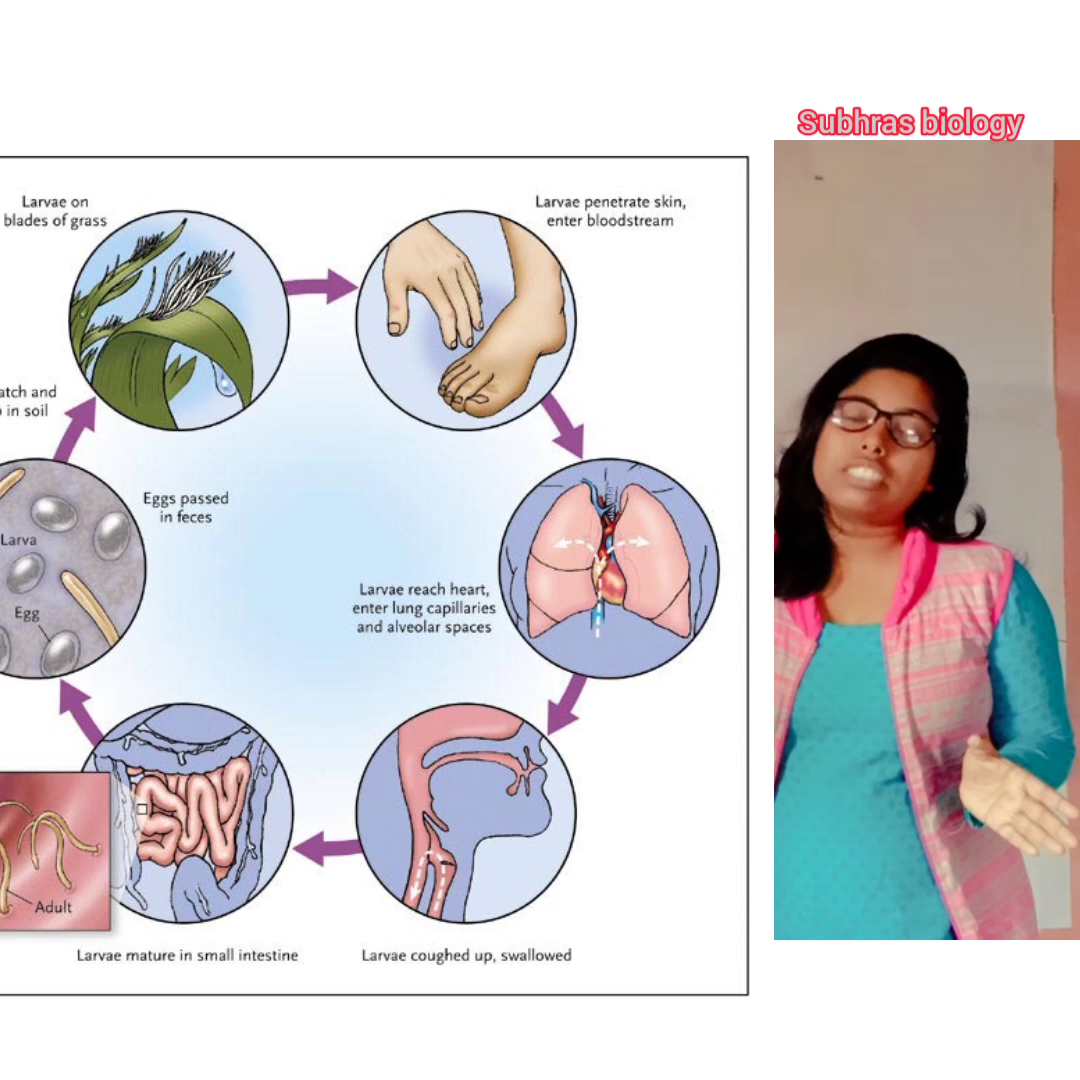 Subhras biology
Larvae on
blades of grass
Larvae penetrate skin,
enter bloodstream
and
in soil
Eggs passed
in feces
Larva
Egg
Larvae reach heart,
enter lung capillaries
and alveolar spaces
Adult
Larvae mature in small intestine
Larvae coughed up, swallowed